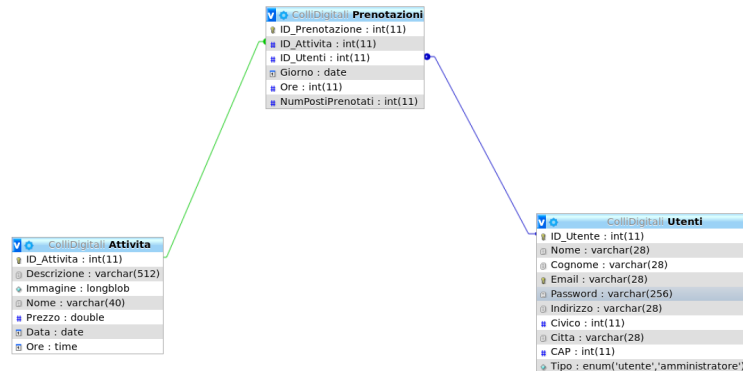 ColliDigitali Prenotazioni
ID_Prenotazione : int(11)
ID_Attivita : int(11)
ID_Utenti : int(11)
Giorno : date
Ore : int(11)
NumPostiPrenotati : int(11)
ColliDigitali Attivita
ID_Attivita : int(11)
Descrizione : varchar(512)
Immagine : longblob
Nome : varchar(40)
Prezzo : double
Data : date
Ore : time
ColliDigitali Utenti
ID_Utente : int(11)
Nome : varchar(28)
Cognome : varchar(28)
Email : varchar(28)
Password : varchar(256)
Indirizzo : varchar(28)
Civico : int(11)
Citta : varchar(28)
CAP : int(11)
Tipo : enum('utente','amministratore')